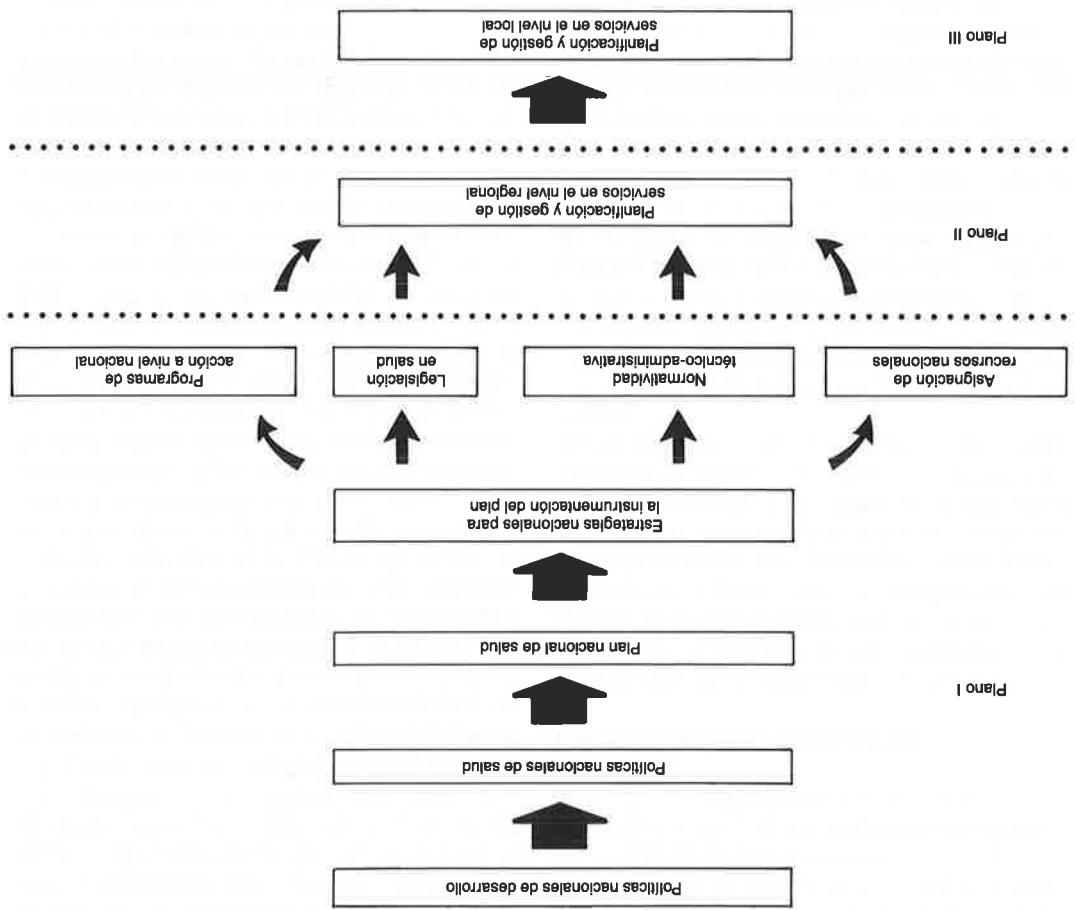 Políticas nacionales de desarrollo
Políticas nacionales de salud
Plano I
Plan nacional de salud
Estrategias nacionales para
la instrumentación del plan
Asignación de
recursos nacionales
Normatividad
técnico-administrativa
Legislación
en salud
Programas de
acción a nivel nacional
Plano II
Planificación y gestión de
servicios en el nivel regional
Plano III
Planificación y gestión de
servicios en el nivel local